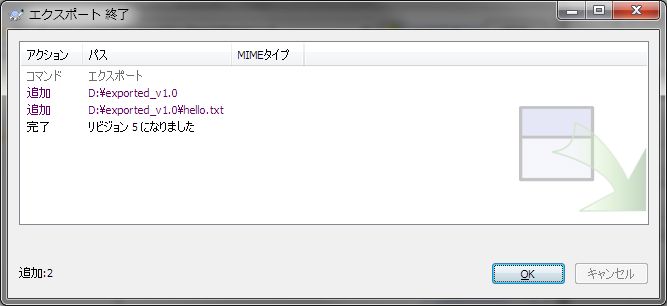 エクスポート 終了
アクション パス MIMEタイプ
コマンド エクスポート
追加 D:¥exported_v1.0
追加 D:¥exported_v1.0¥hello.txt
完了 リビジョン 5 になりました
追加:2
OK キャンセル